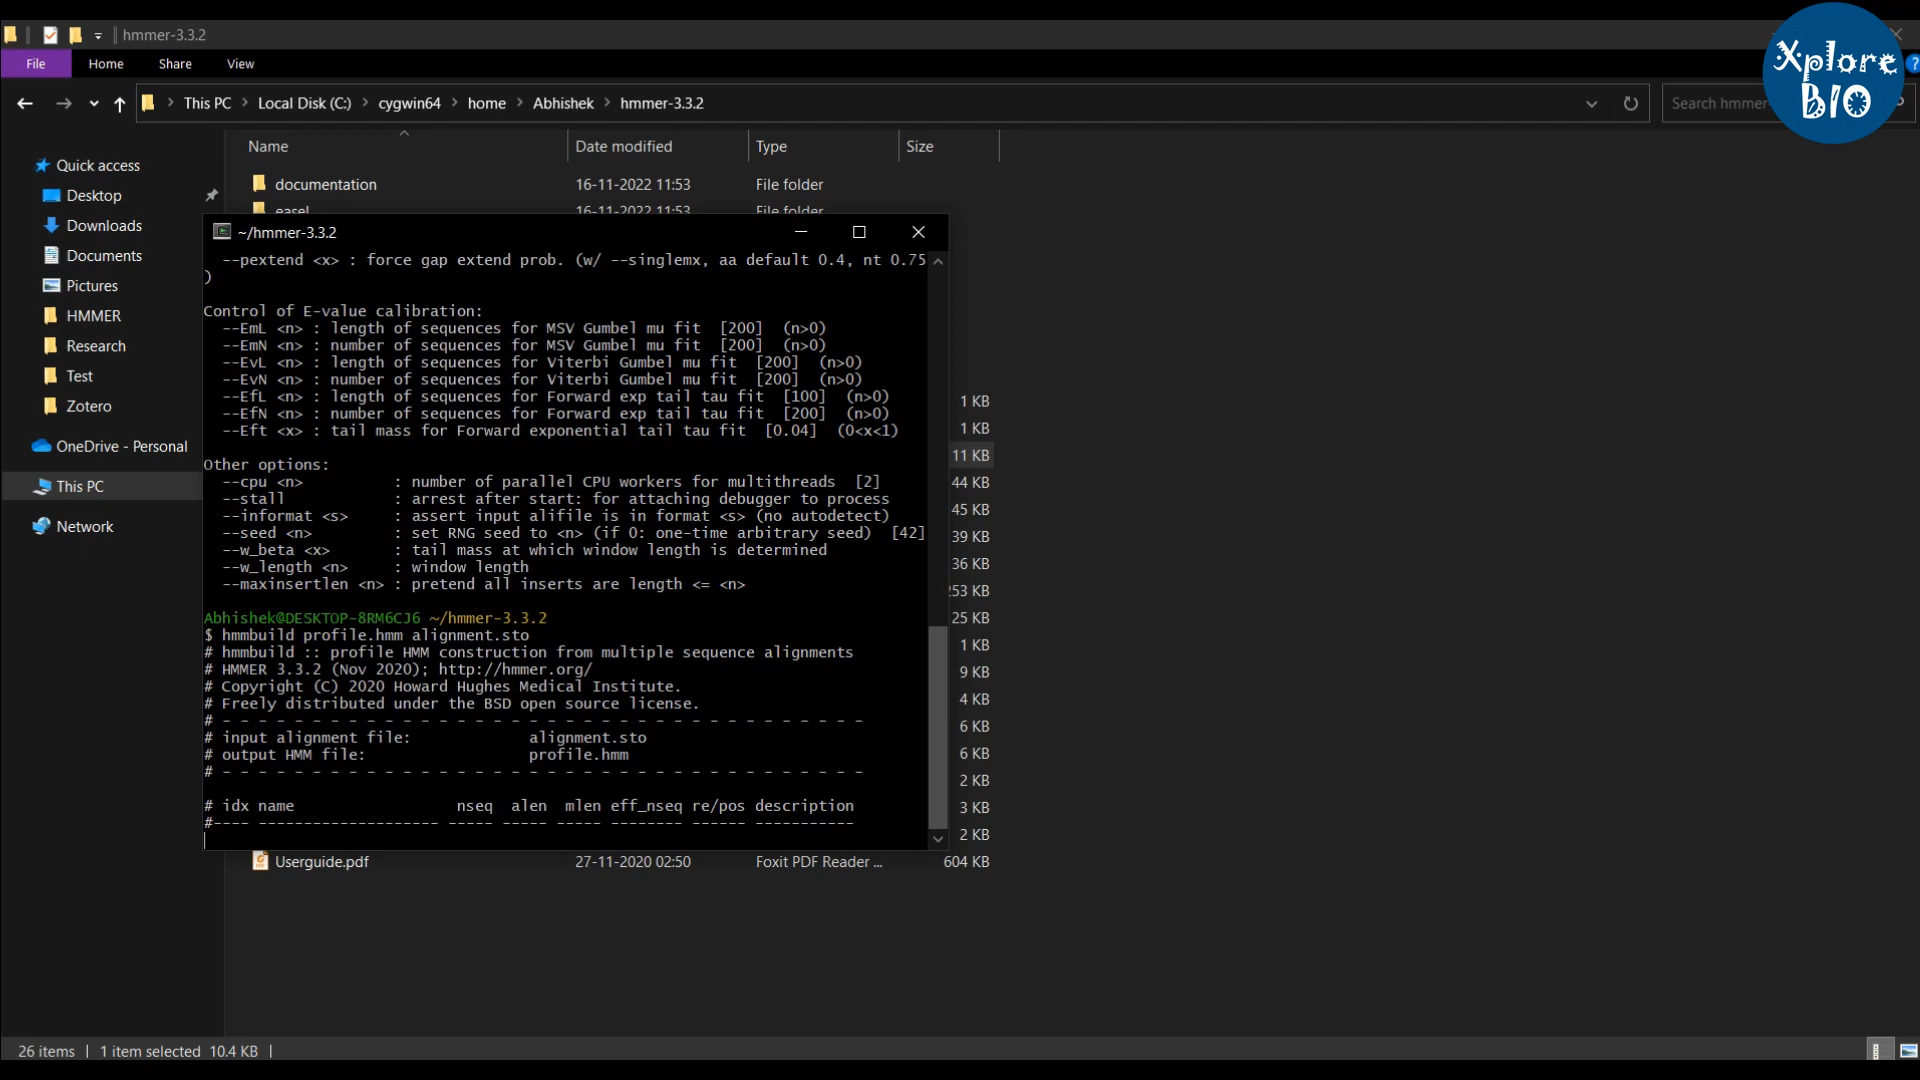 hmmer-3.3.2
File Home Share View
This PC Local Disk (C:) cygwin64 home Abhishek hmmer-3.3.2
Search hmmer-
Xplore
BIO
Name Date modified Type Size
Quick access
Desktop
Downloads
Documents
Pictures
HMMER
Research
Test
Zotero
OneDrive - Personal
This PC
Network
documentation 16-11-2022 11:53 File folder
easel 16-11-2022 11:53 File folder
~/hmmer-3.3.2
--pextend <x> : force gap extend prob. (w/ --singlemx, aa default 0.4, nt 0.75
)
Control of E-value calibration:
--EmL <n> : length of sequences for MSV Gumbel mu fit [200] (n>0)
--EmN <n> : number of sequences for MSV Gumbel mu fit [200] (n>0)
--EvL <n> : length of sequences for Viterbi Gumbel mu fit [200] (n>0)
--EvN <n> : number of sequences for Viterbi Gumbel mu fit [200] (n>0)
--EfL <n> : length of sequences for Forward exp tail tau fit [100] (n>0)
--EfN <n> : number of sequences for Forward exp tail tau fit [200] (n>0)
--Eft <x> : tail mass for Forward exponential tail tau fit [0.04] (0<x<1)
Other options:
--cpu <n> : number of parallel CPU workers for multithreads [2]
--stall : arrest after start: for attaching debugger to process
--informat <s> : assert input alifile is in format <s> (no autodetect)
--seed <n> : set RNG seed to <n> (if 0: one-time arbitrary seed) [42]
--w_beta <x> : tail mass at which window length is determined
--w_length <n> : window length
--maxinsertlen <n> : pretend all inserts are length <= <n>
Abhishek@DESKTOP-8RM6CJ6 ~/hmmer-3.3.2
$ hmmbuild profile.hmm alignment.sto
# hmmbuild :: profile HMM construction from multiple sequence alignments
# HMMER 3.3.2 (Nov 2020); http://hmmer.org/
# Copyright (C) 2020 Howard Hughes Medical Institute.
# Freely distributed under the BSD open source license.
# - - - - - - - - - - - - - - - - - - - - - - - - - - - - - - - - - - - -
# input alignment file: alignment.sto
# output HMM file: profile.hmm
# - - - - - - - - - - - - - - - - - - - - - - - - - - - - - - - - - - - -
# idx name nseq alen mlen eff_nseq re/pos description
#---- -------------------- ----- ----- ----- -------- ------ -----------
1 KB
1 KB
11 KB
44 KB
45 KB
39 KB
36 KB
253 KB
25 KB
1 KB
9 KB
4 KB
6 KB
6 KB
2 KB
3 KB
2 KB
Userguide.pdf 27-11-2020 02:50 Foxit PDF Reader ... 604 KB
26 items 1 item selected 10.4 KB